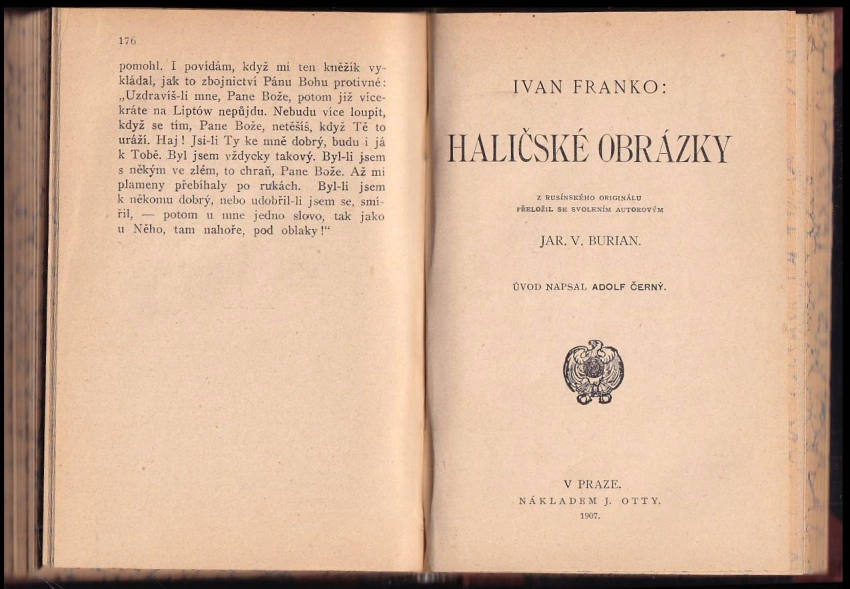 176
pomohl. I povídám, když mi ten kněžík vy-
kládal, jak to zbojnictví Pánu Bohu protivné:
„Uzdravíš-li mne, Pane Bože, potom již více-
kráte na Liptów nepůjdu. Nebudu více loupit,
když se tím, Pane Bože, netěšíš, když Tě to
uráží. Haj! Jsi-li Ty ke mně dobrý, budu i já
k Tobě. Byl jsem vždycky takový. Byl-li jsem
s někým ve zlém, to chraň, Pane Bože. Až mi
plameny přebíhaly po rukách. Byl-li jsem
k někomu dobrý, nebo udobřil-li jsem se, smí-
řil, — potom u mne jedno slovo, tak jako
u Něho, tam nahoře, pod oblaky!“
IVAN FRANKO:
HALIČSKÉ OBRÁZKY
Z RUSÍNSKÉHO ORIGINÁLU
PŘELOŽIL SE SVOLENÍM AUTOROVÝM
JAR. V. BURIAN.
ÚVOD NAPSAL ADOLF ČERNÝ.
V PRAZE.
NÁKLADEM J. OTTY.
1907.